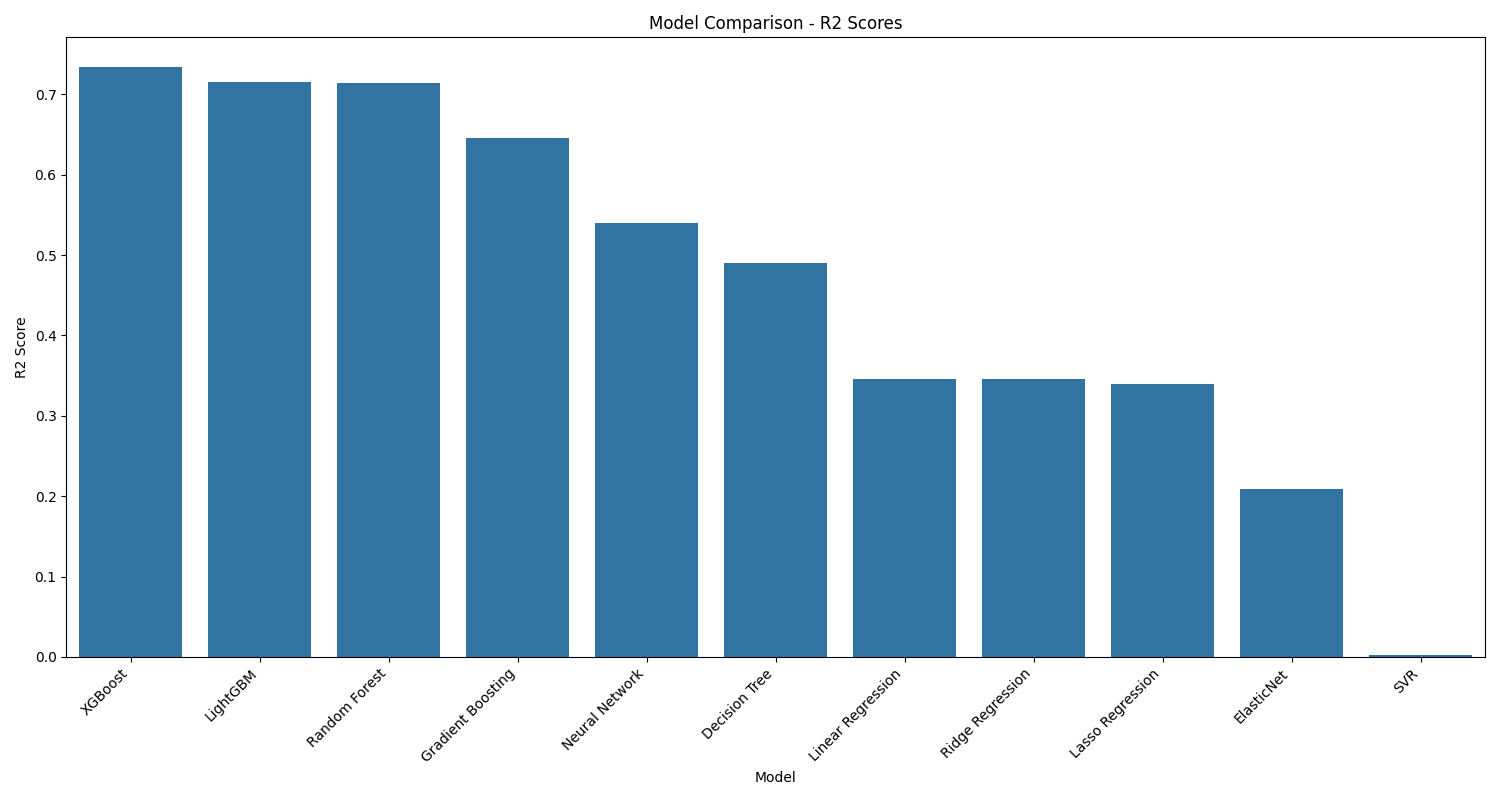 Model Comparison - R2 Scores
R2 Score
0.7
0.6
0.5
0.4
0.3
0.2
0.1
0.0
XGBoost
LightGBM
Random Forest
Gradient Boosting
Neural Network
Decision Tree
Linear Regression
Ridge Regression
Lasso Regression
ElasticNet
SVR
Model